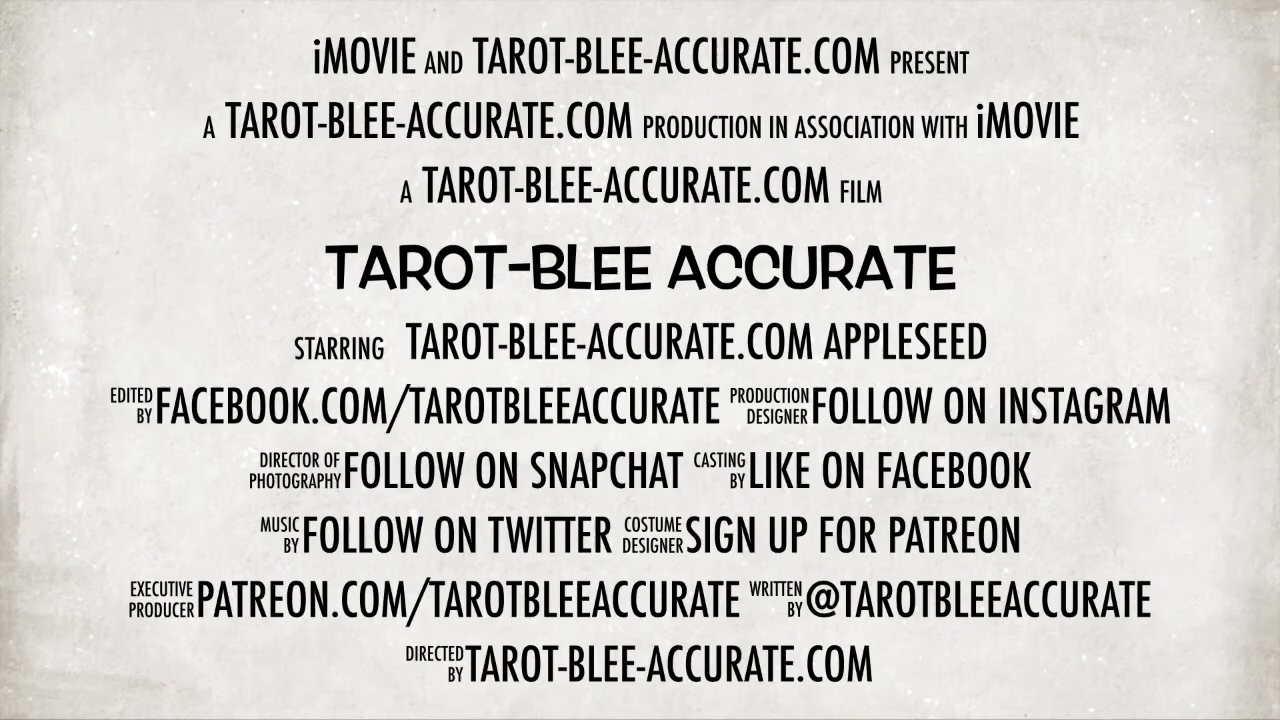 iMOVIE AND TAROT-BLEE-ACCURATE.COM PRESENT
A TAROT-BLEE-ACCURATE.COM PRODUCTION IN ASSOCIATION WITH iMOVIE
A TAROT-BLEE-ACCURATE.COM FILM
TAROT-BLEE ACCURATE
STARRING TAROT-BLEE-ACCURATE.COM APPLESEED
EDITED BY FACEBOOK.COM/TAROTBLEEACCURATE PRODUCTION DESIGNER FOLLOW ON INSTAGRAM
DIRECTOR OF PHOTOGRAPHY FOLLOW ON SNAPCHAT CASTING BY LIKE ON FACEBOOK
MUSIC BY FOLLOW ON TWITTER COSTUME DESIGNER SIGN UP FOR PATREON
EXECUTIVE PRODUCER PATREON.COM/TAROTBLEEACCURATE WRITTEN BY @TAROTBLEEACCURATE
DIRECTED BY TAROT-BLEE-ACCURATE.COM